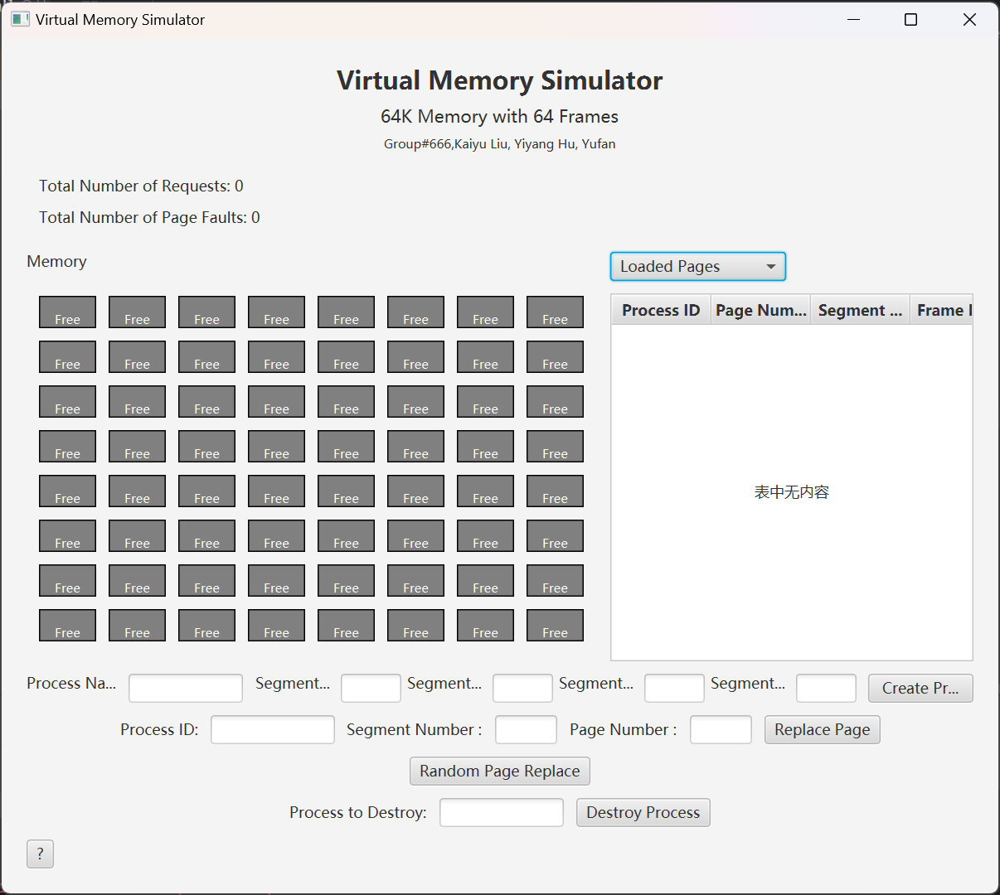 Virtual Memory Simulator
Virtual Memory Simulator
64K Memory with 64 Frames
Group#666,Kaiyu Liu, Yiyang Hu, Yufan
Total Number of Requests: 0
Total Number of Page Faults: 0
Memory
Loaded Pages
Process ID Page Num... Segment ... Frame I
Free Free Free Free Free Free Free Free
Free Free Free Free Free Free Free Free
Free Free Free Free Free Free Free Free
Free Free Free Free Free Free Free Free
Free Free Free Free Free Free Free Free
Free Free Free Free Free Free Free Free
Free Free Free Free Free Free Free Free
Free Free Free Free Free Free Free Free
表中无内容
Process Na... Segment... Segment... Segment... Segment... Create Pr...
Process ID: Segment Number : Page Number : Replace Page
Random Page Replace
Process to Destroy: Destroy Process
?